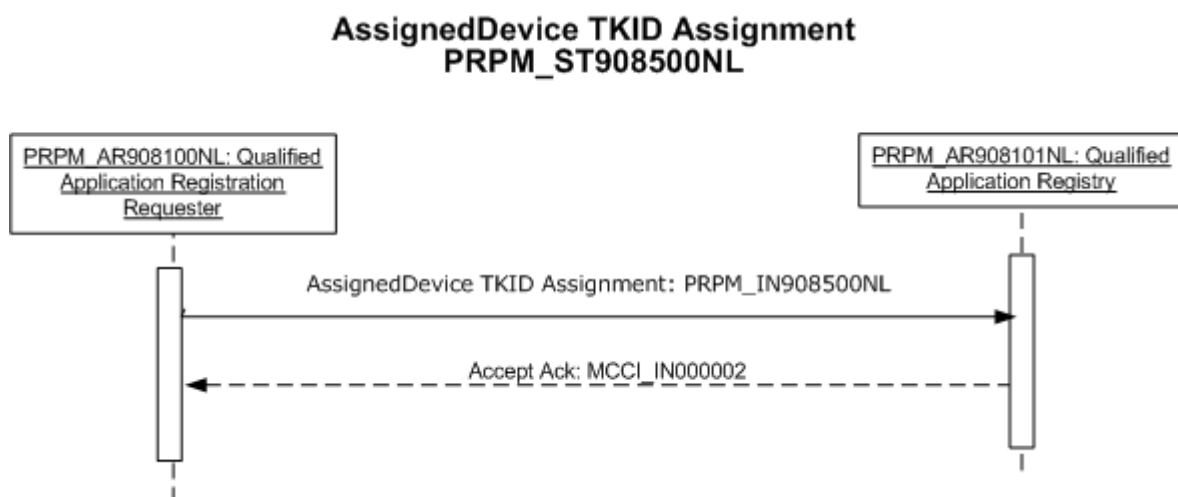 AssignedDevice TKID Assignment
PRPM_ST908500NL
PRPM_AR908100NL: Qualified
Application Registration
Requester
PRPM_AR908101NL: Qualified
Application Registry
AssignedDevice TKID Assignment: PRPM_IN908500NL
Accept Ack: MCCI_IN000002